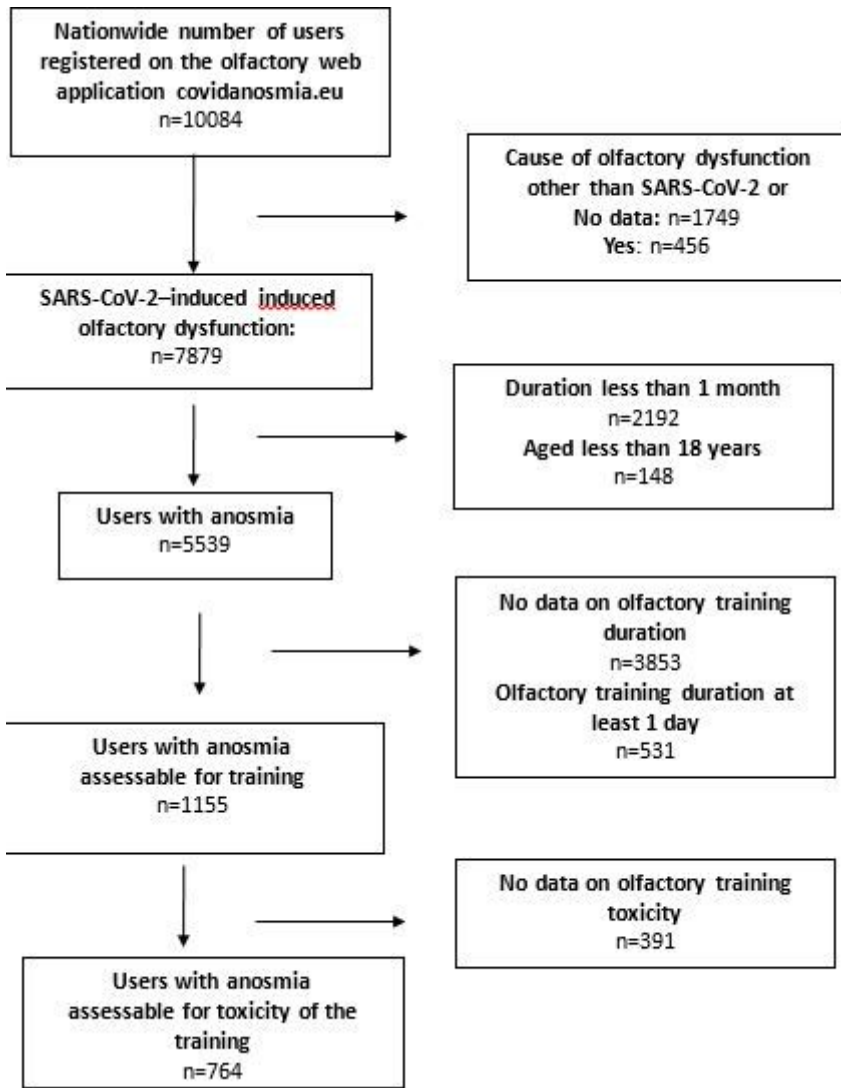 Nationwide number of users
registered on the olfactory web
application covidanosmia.eu
n=10084
Cause of olfactory dysfunction
other than SARS-CoV-2 or
No data: n=1749
Yes: n=456
SARS-CoV-2–induced induced
olfactory dysfunction:
n=7879
Duration less than 1 month
n=2192
Aged less than 18 years
n=148
Users with anosmia
n=5539
No data on olfactory training
duration
n=3853
Olfactory training duration at
least 1 day
n=531
Users with anosmia
assessable for training
n=1155
No data on olfactory training
toxicity
n=391
Users with anosmia
assessable for toxicity of the
training
n=764